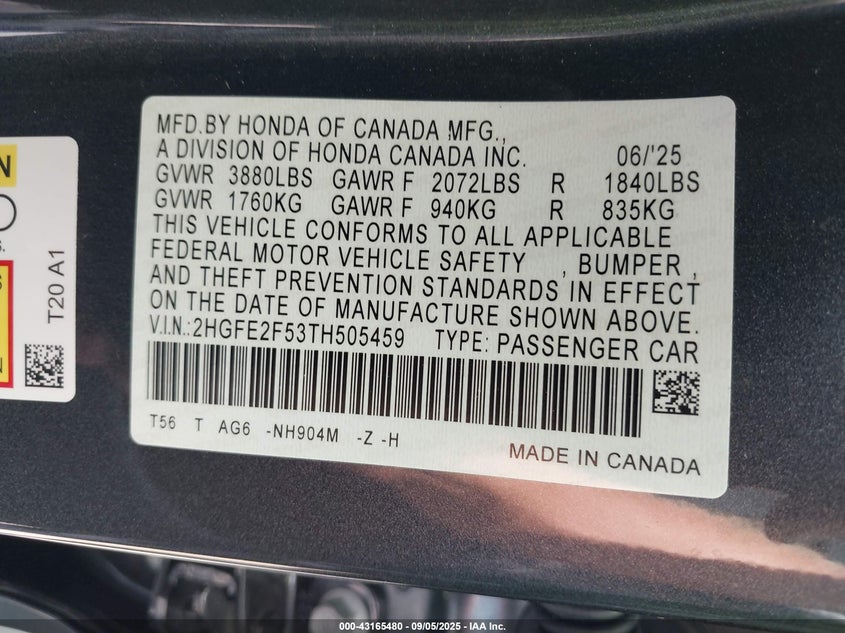 MFD.BY HONDA OF CANADA MFG.,
A DIVISION OF HONDA CANADA INC. 06/'25
GVWR 3880LBS GAWR F 2072LBS R 1840LBS
GVWR 1760KG GAWR F 940KG R 835KG
THIS VEHICLE CONFORMS TO ALL APPLICABLE
FEDERAL MOTOR VEHICLE SAFETY , BUMPER ,
AND THEFT PREVENTION STANDARDS IN EFFECT
ON THE DATE OF MANUFACTURE SHOWN ABOVE.
V.I.N.:2HGFE2F53TH505459 TYPE: PASSENGER CAR
T56 T AG6 -NH904M -Z -H
MADE IN CANADA
T20 A1
000-43165480 - 09/05/2025 - IAA Inc.